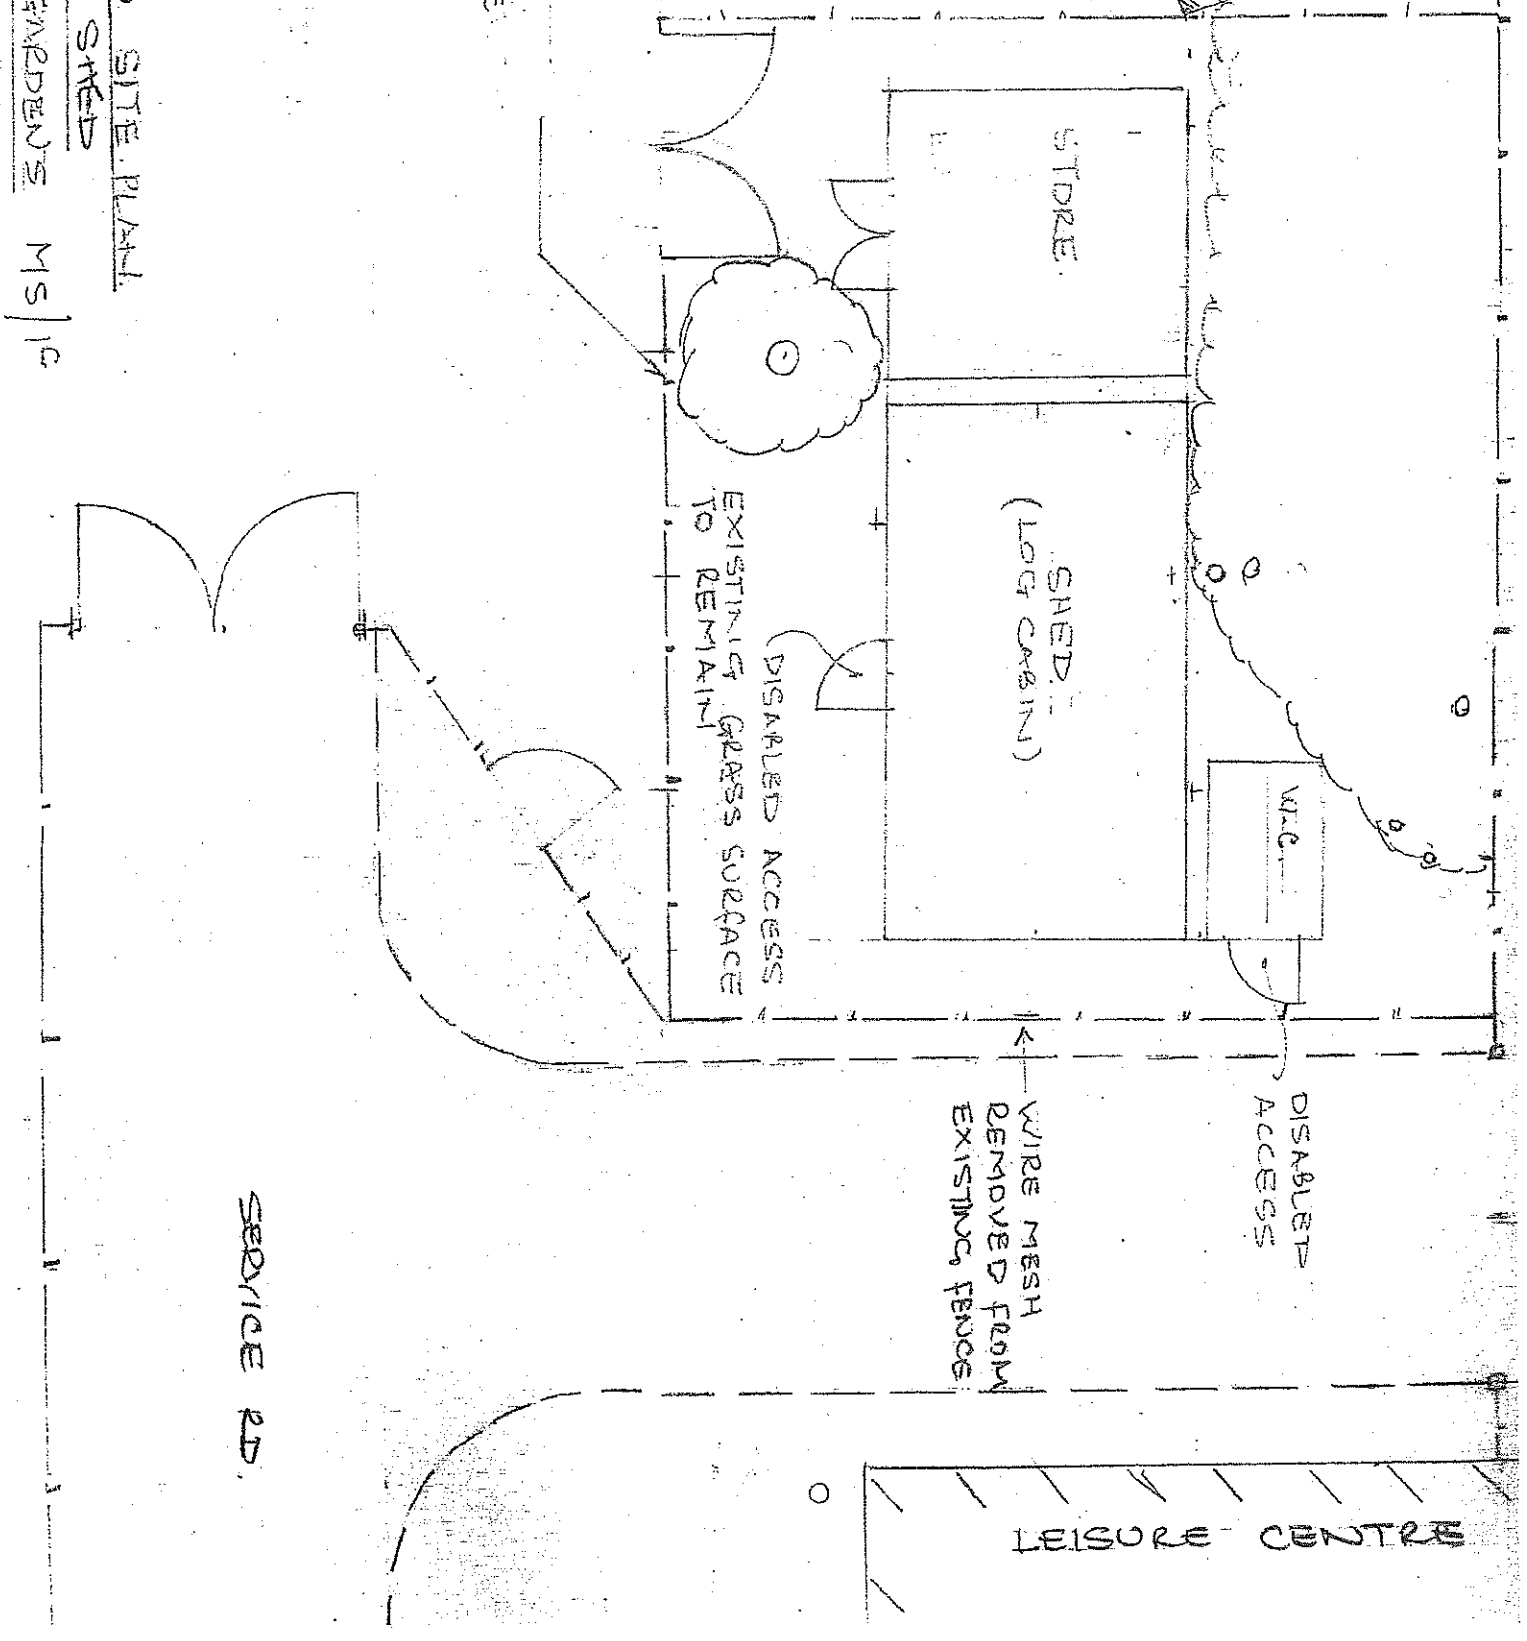 SITE PLAN.
SHED
GARDENS MS/1C
STORE.
SHED.
(LOG CABIN)
W.C.
DISABLED ACCESS
EXISTING GRASS SURFACE
TO REMAIN
DISABLED
ACCESS
WIRE MESH
REMOVED FROM
EXISTING FENCE
SERVICE RD.
LEISURE CENTRE